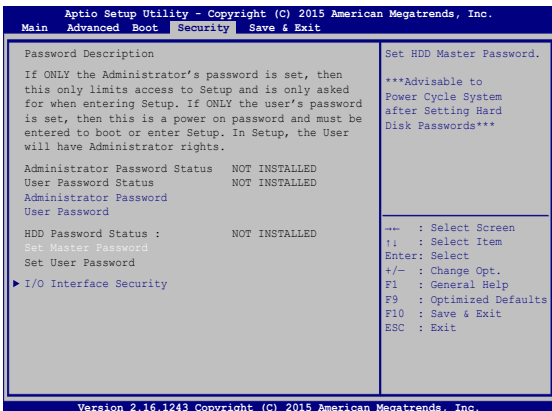 Aptio Setup Utility - Copyright (C) 2015 American Megatrends, Inc.
Main Advanced Boot Security Save & Exit
Password Description
If ONLY the Administrator's password is set, then
this only limits access to Setup and is only asked
for when entering Setup. If ONLY the user's password
is set, then this is a power on password and must be
entered to boot or enter Setup. In Setup, the User
will have Administrator rights.
Administrator Password Status NOT INSTALLED
User Password Status NOT INSTALLED
Administrator Password
User Password
HDD Password Status : NOT INSTALLED
Set Master Password
Set User Password
▶ I/O Interface Security
Set HDD Master Password.
***Advisable to
Power Cycle System
after Setting Hard
Disk Passwords***
→← : Select Screen
↑↓ : Select Item
Enter: Select
+/— : Change Opt.
F1 : General Help
F9 : Optimized Defaults
F10 : Save & Exit
ESC : Exit
Version 2.16.1243 Copyright (C) 2015 American Megatrends, Inc.